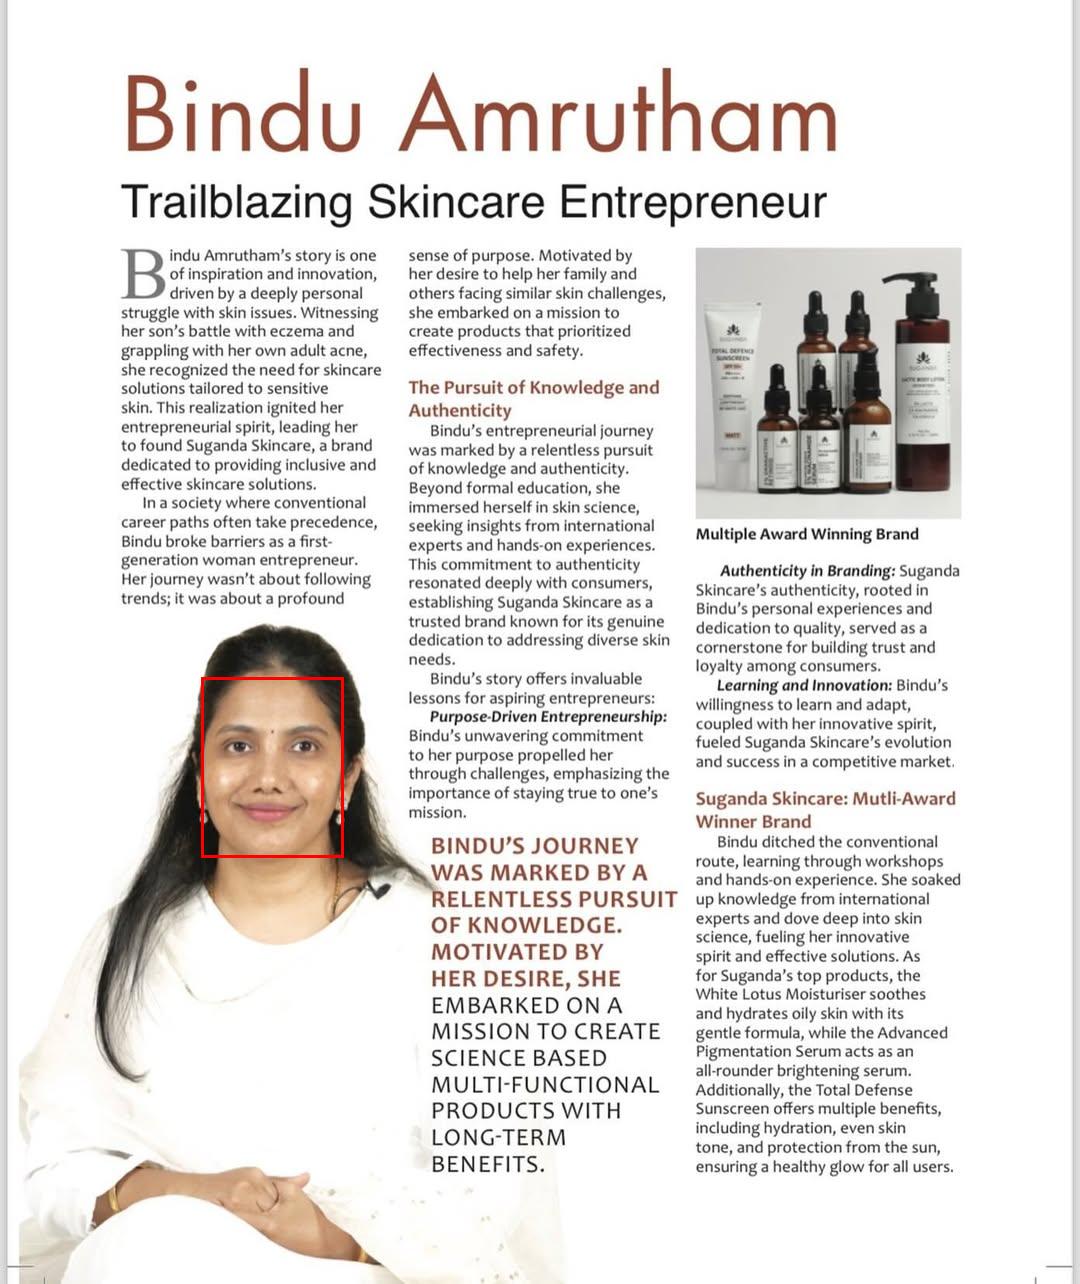 Bindu Amrutham
Trailblazing Skincare Entrepreneur
Bindu Amrutham's story is one
of inspiration and innovation,
driven by a deeply personal
struggle with skin issues. Witnessing
her son's battle with eczema and
grappling with her own adult acne,
she recognized the need for skincare
solutions tailored to sensitive
skin. This realization ignited her
entrepreneurial spirit, leading her
to found Suganda Skincare, a brand
dedicated to providing inclusive and
effective skincare solutions.
In a society where conventional
career paths often take precedence,
Bindu broke barriers as a first-
generation woman entrepreneur.
Her journey wasn't about following
trends; it was about a profound
sense of purpose. Motivated by
her desire to help her family and
others facing similar skin challenges,
she embarked on a mission to
create products that prioritized
effectiveness and safety.
The Pursuit of Knowledge and
Authenticity
Bindu's entrepreneurial journey
was marked by a relentless pursuit
of knowledge and authenticity.
Beyond formal education, she
immersed herself in skin science,
seeking insights from international
experts and hands-on experiences.
This commitment to authenticity
resonated deeply with consumers,
establishing Suganda Skincare as a
trusted brand known for its genuine
dedication to addressing diverse skin
needs.
Bindu's story offers invaluable
lessons for aspiring entrepreneurs:
Purpose-Driven Entrepreneurship:
Bindu's unwavering commitment
to her purpose propelled her
through challenges, emphasizing the
importance of staying true to one's
mission.
BINDU'S JOURNEY
WAS MARKED BY A
RELENTLESS PURSUIT
OF KNOWLEDGE.
MOTIVATED BY
HER DESIRE, SHE
EMBARKED ON A
MISSION TO CREATE
SCIENCE BASED
MULTI-FUNCTIONAL
PRODUCTS WITH
LONG-TERM
BENEFITS.
SUGANDA
TOTAL DEFENCE
SUNSCREEN
MATT
SUGANDA
LACTIC BODY LOTION
Multiple Award Winning Brand
Authenticity in Branding: Suganda
Skincare's authenticity, rooted in
Bindu's personal experiences and
dedication to quality, served as a
cornerstone for building trust and
loyalty among consumers.
Learning and Innovation: Bindu's
willingness to learn and adapt,
coupled with her innovative spirit,
fueled Suganda Skincare's evolution
and success in a competitive market.
Suganda Skincare: Mutli-Award
Winner Brand
Bindu ditched the conventional
route, learning through workshops
and hands-on experience. She soaked
up knowledge from international
experts and dove deep into skin
science, fueling her innovative
spirit and effective solutions. As
for Suganda's top products, the
White Lotus Moisturiser soothes
and hydrates oily skin with its
gentle formula, while the Advanced
Pigmentation Serum acts as an
all-rounder brightening serum.
Additionally, the Total Defense
Sunscreen offers multiple benefits,
including hydration, even skin
tone, and protection from the sun,
ensuring a healthy glow for all users.